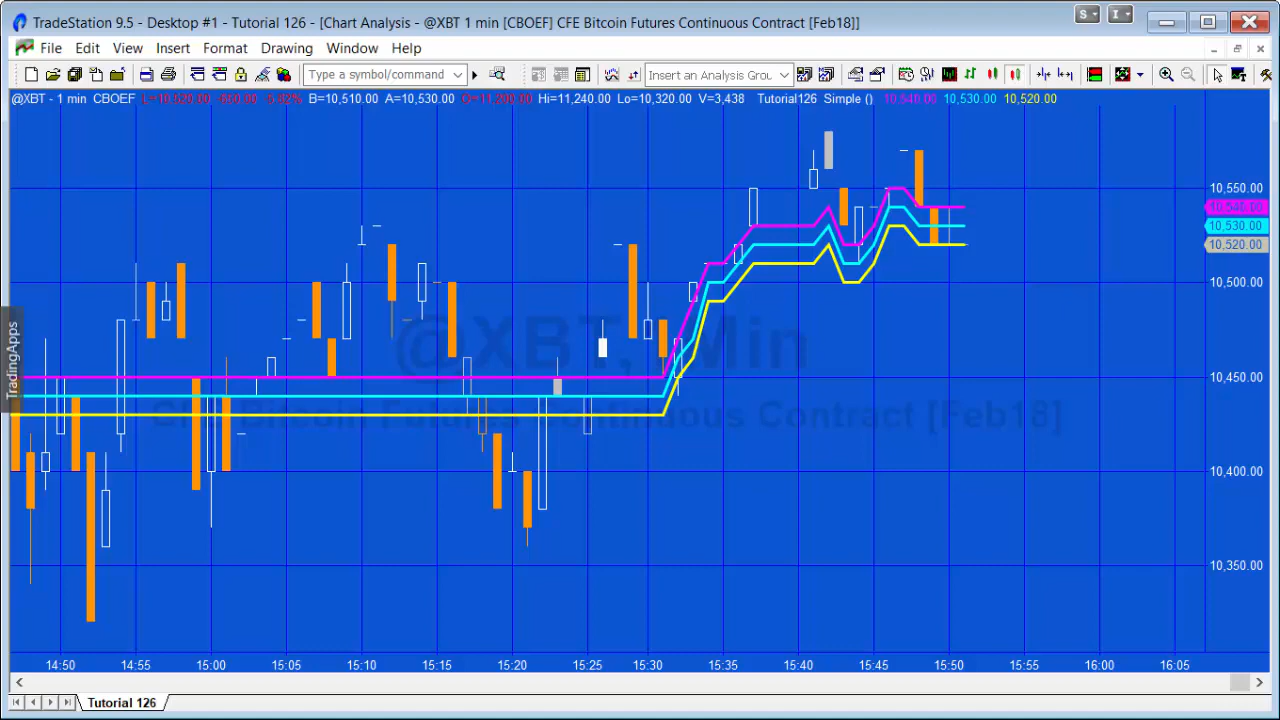 TradeStation 9.5 - Desktop #1 - Tutorial 126 - [Chart Analysis - @XBT 1 min [CBOEF] CFE Bitcoin Futures Continuous Contract [Feb18]]
S
I
File Edit View Insert Format Drawing Window Help
Type a symbol/command
Insert an Analysis Grou
@XBT - 1 min CBOEF L=10,520.00 -650.00 -5.82% B=10,510.00 A=10,530.00 O=11,200.00 Hi=11,240.00 Lo=10,320.00 V=3,438 Tutorial126 Simple () 10,540.00 10,530.00 10,520.00
10,550.00
10,540.00
10,530.00
10,520.00
10,500.00
10,450.00
10,400.00
10,350.00
TradingApps
@XBT,1Min
CFE Bitcoin Futures Continuous Contract [Feb18]
14:50 14:55 15:00 15:05 15:10 15:15 15:20 15:25 15:30 15:35 15:40 15:45 15:50 15:55 16:00 16:05
Tutorial 126